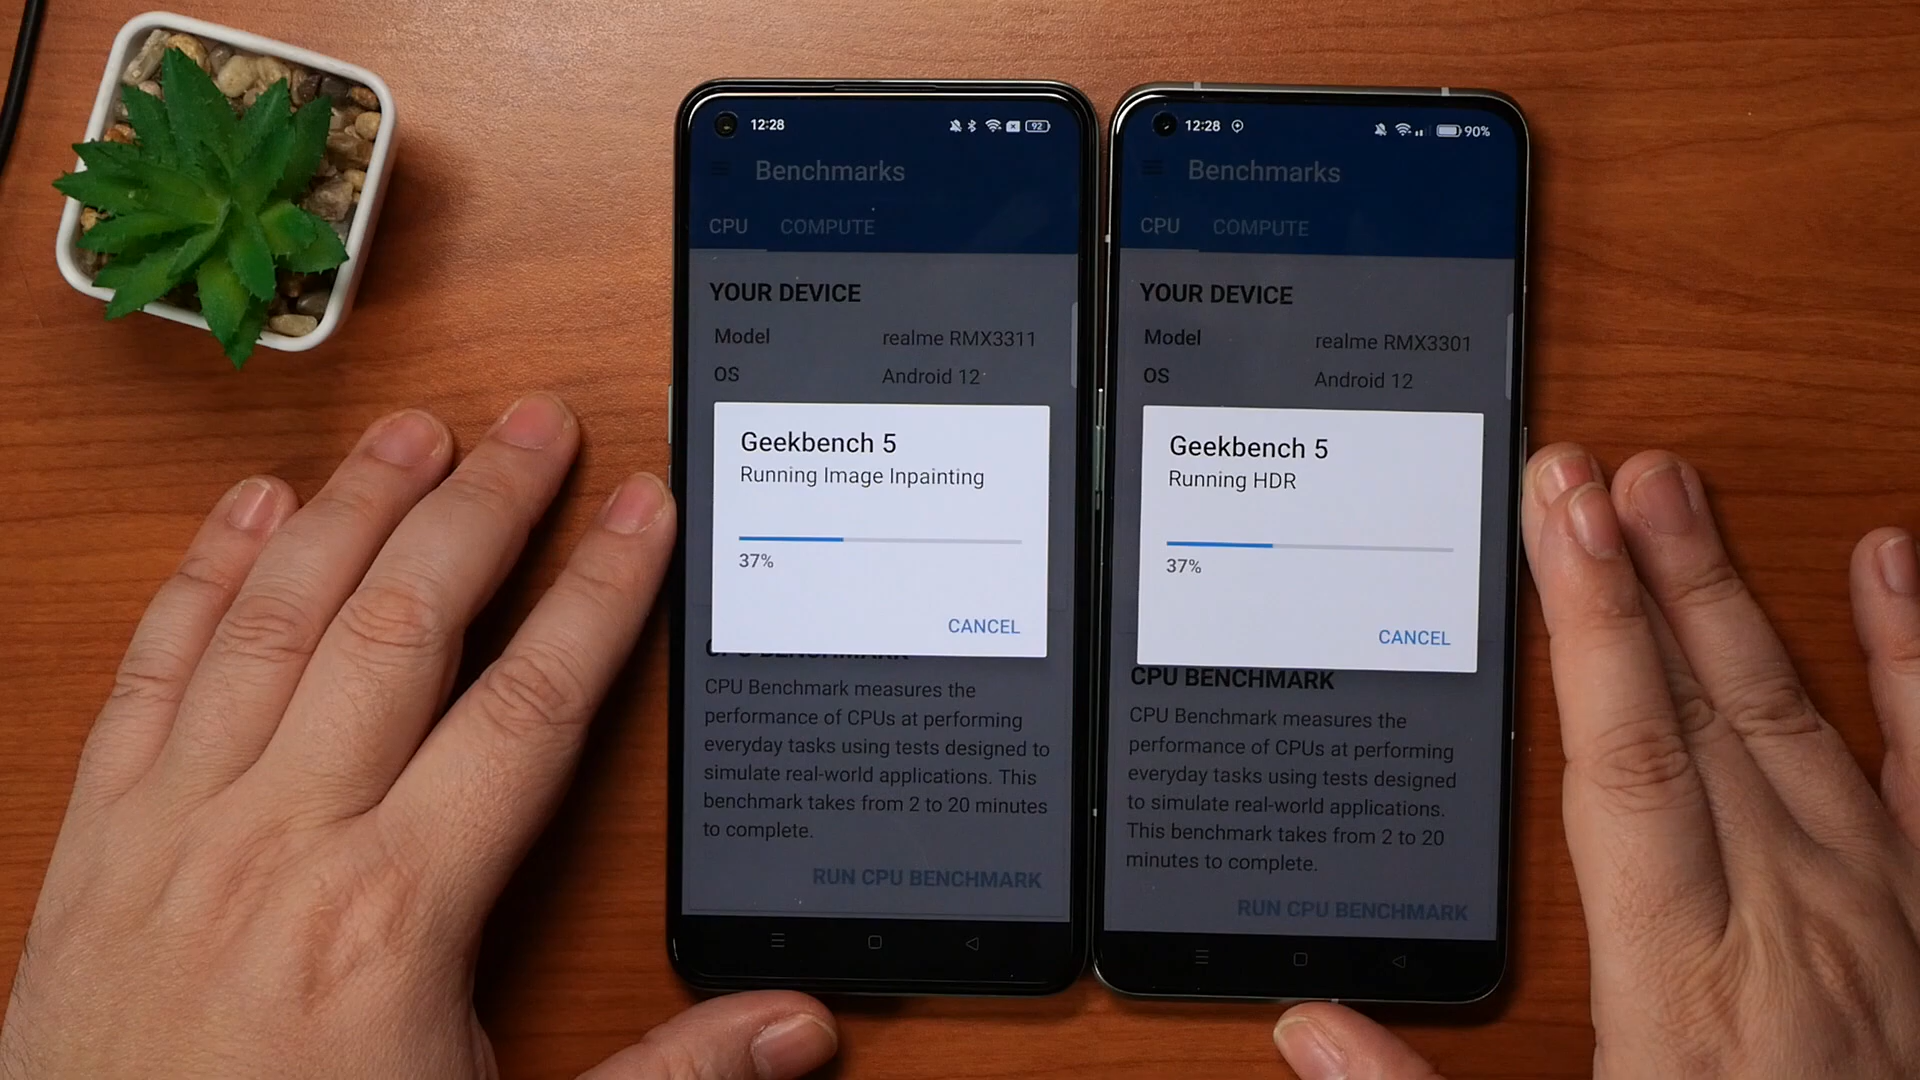 12:28
92
Benchmarks
CPU COMPUTE
YOUR DEVICE
Model realme RMX3311
OS Android 12
Geekbench 5
Running Image Inpainting
37%
CANCEL
CPU BENCHMARK
CPU Benchmark measures the
performance of CPUs at performing
everyday tasks using tests designed to
simulate real-world applications. This
benchmark takes from 2 to 20 minutes
to complete.
RUN CPU BENCHMARK
12:28
90%
Benchmarks
CPU COMPUTE
YOUR DEVICE
Model realme RMX3301
OS Android 12
Geekbench 5
Running HDR
37%
CANCEL
CPU BENCHMARK
CPU Benchmark measures the
performance of CPUs at performing
everyday tasks using tests designed
to simulate real-world applications.
This benchmark takes from 2 to 20
minutes to complete.
RUN CPU BENCHMARK